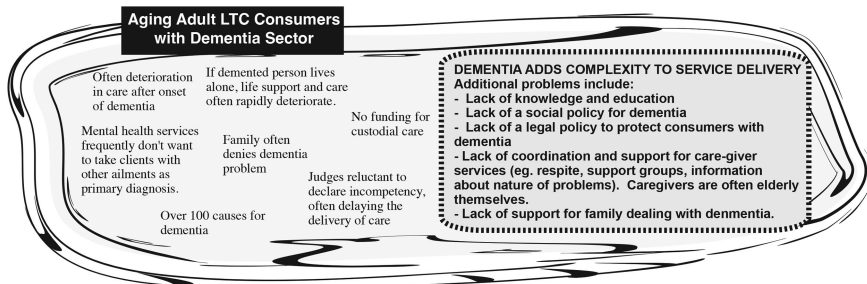 Aging Adult LTC Consumers
with Dementia Sector
Often deterioration
in care after onset
of dementia
If demented person lives
alone, life support and care
often rapidly deteriorate.
No funding for
custodial care
Mental health services
frequently don't want
to take clients with
other ailments as
primary diagnosis.
Family often
denies dementia
problem
Judges reluctant to
declare incompetency,
often delaying the
delivery of care
Over 100 causes for
dementia
DEMENTIA ADDS COMPLEXITY TO SERVICE DELIVERY
Additional problems include:
- Lack of knowledge and education
- Lack of a social policy for dementia
- Lack of a legal policy to protect consumers with
dementia
- Lack of coordination and support for care-giver
services (eg. respite, support groups, information
about nature of problems). Caregivers are often elderly
themselves.
- Lack of support for family dealing with denmentia.